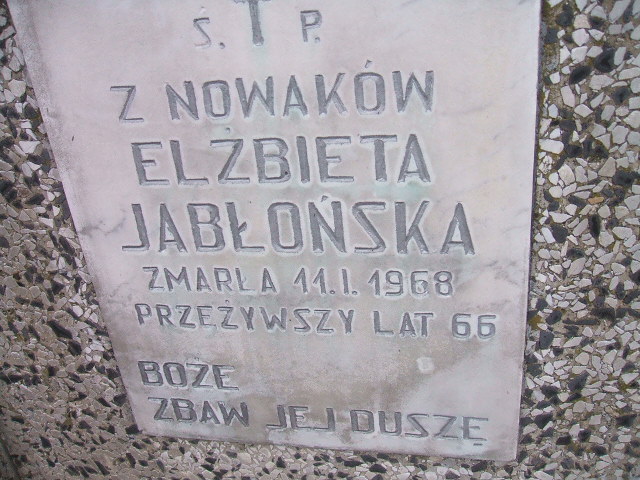 Ś. † P.
Z NOWAKÓW
ELŻBIETA
JABŁOŃSKA
ZMARŁA 11.I.1968
PRZEŻYWSZY LAT 66
BOŻE
ZBAW JEJ DUSZĘ